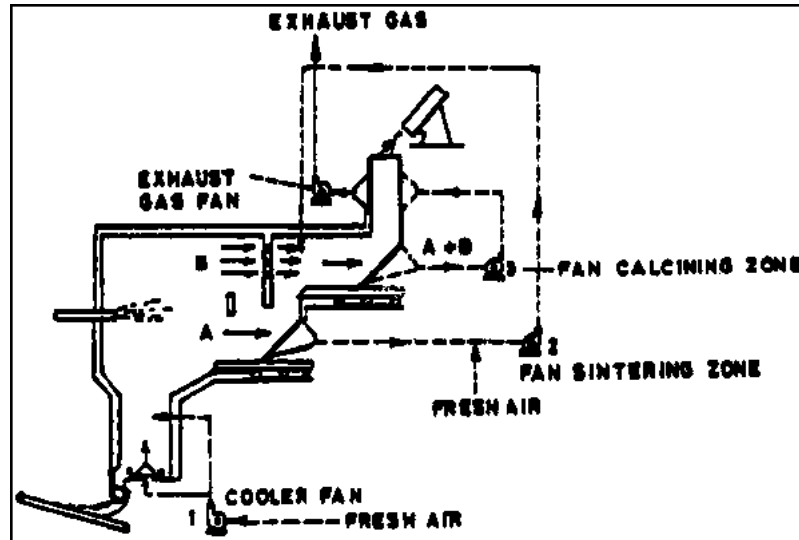 EXHAUST GAS
EXHAUST
GAS FAN
A + B
B
3 FAN CALCINING ZONE
A
2
FAN SINTERING ZONE
FRESH AIR
COOLER FAN
1
FRESH AIR